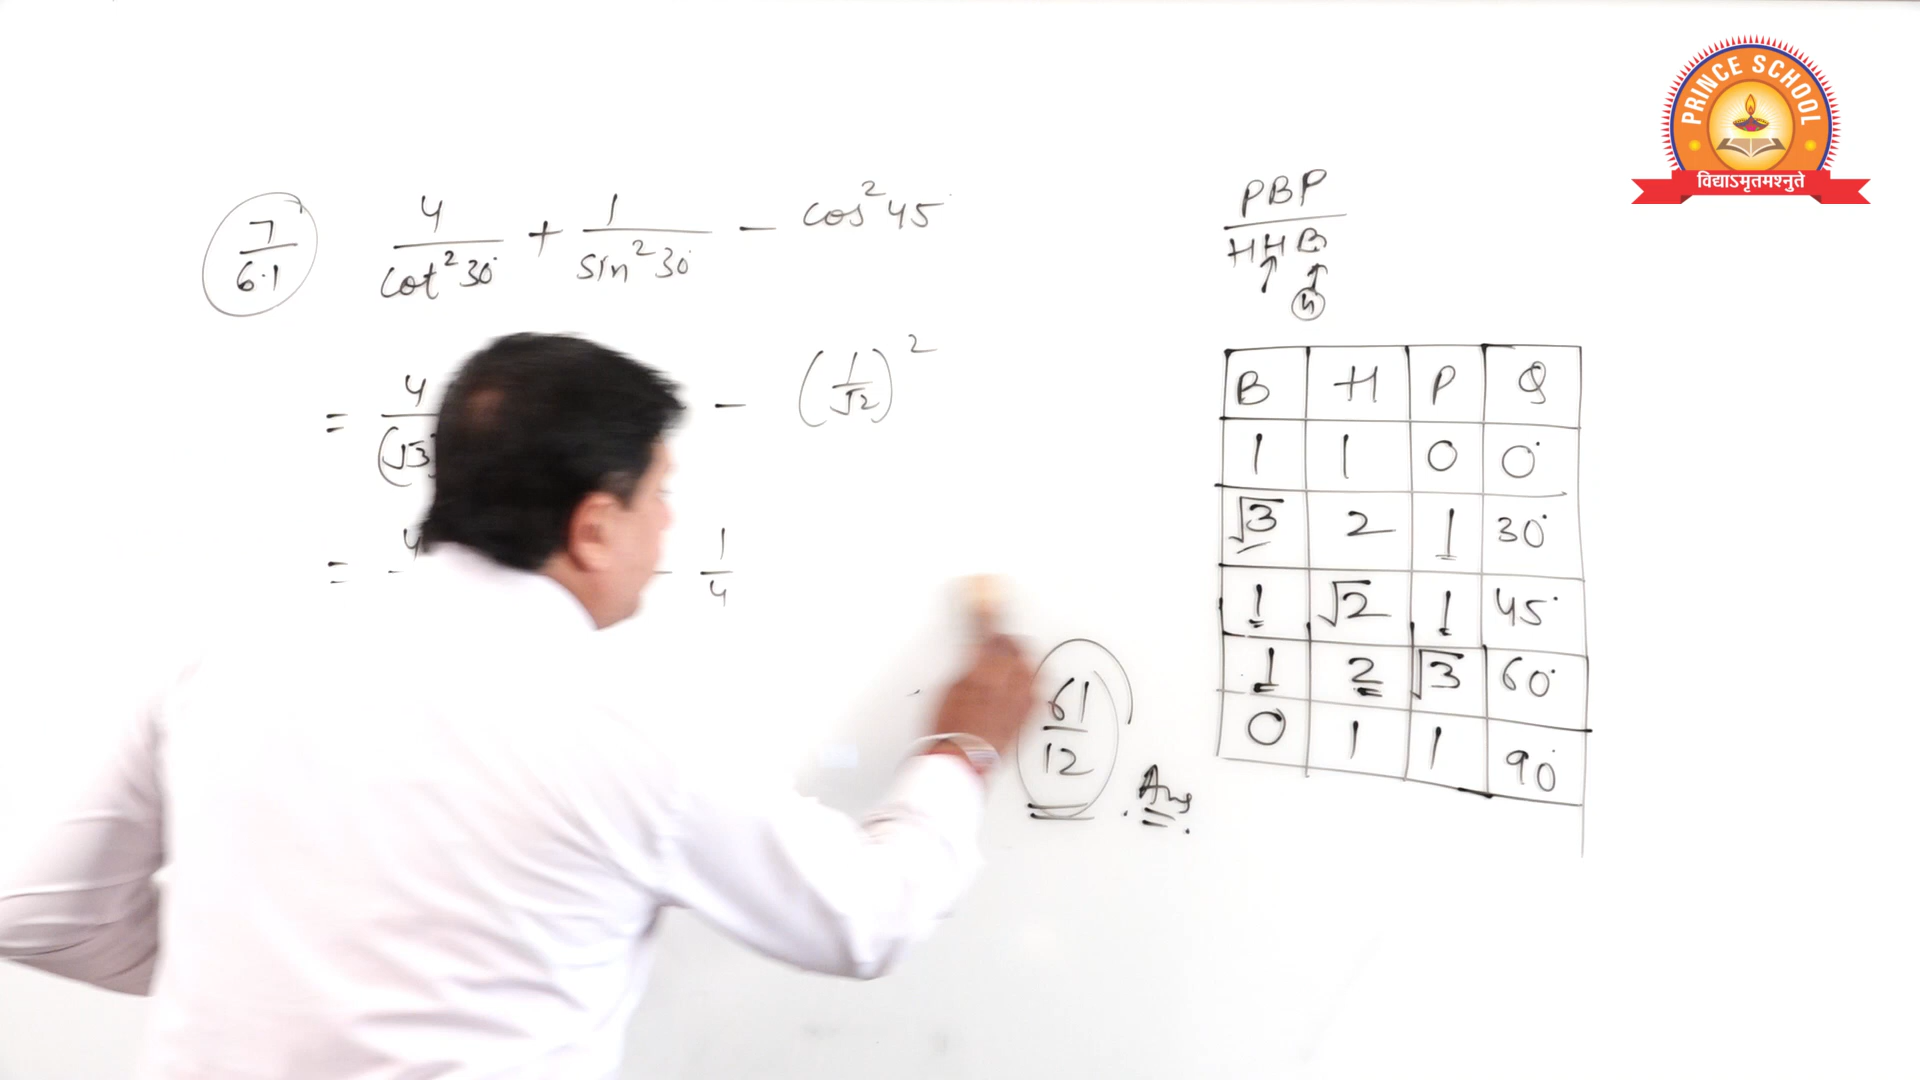 PRINCE SCHOOL
विद्याऽमृतमश्नुते
7/6.1 4/cot²30° + 1/sin²30° - cos²45°
= 4/(√3) - (1/√2)²
= 4 - 1/4
61/12 Ans
PBP
HHB
B H P Q
1 1 0 0°
√3 2 1 30°
1 √2 1 45°
1 2 √3 60°
0 1 1 90°